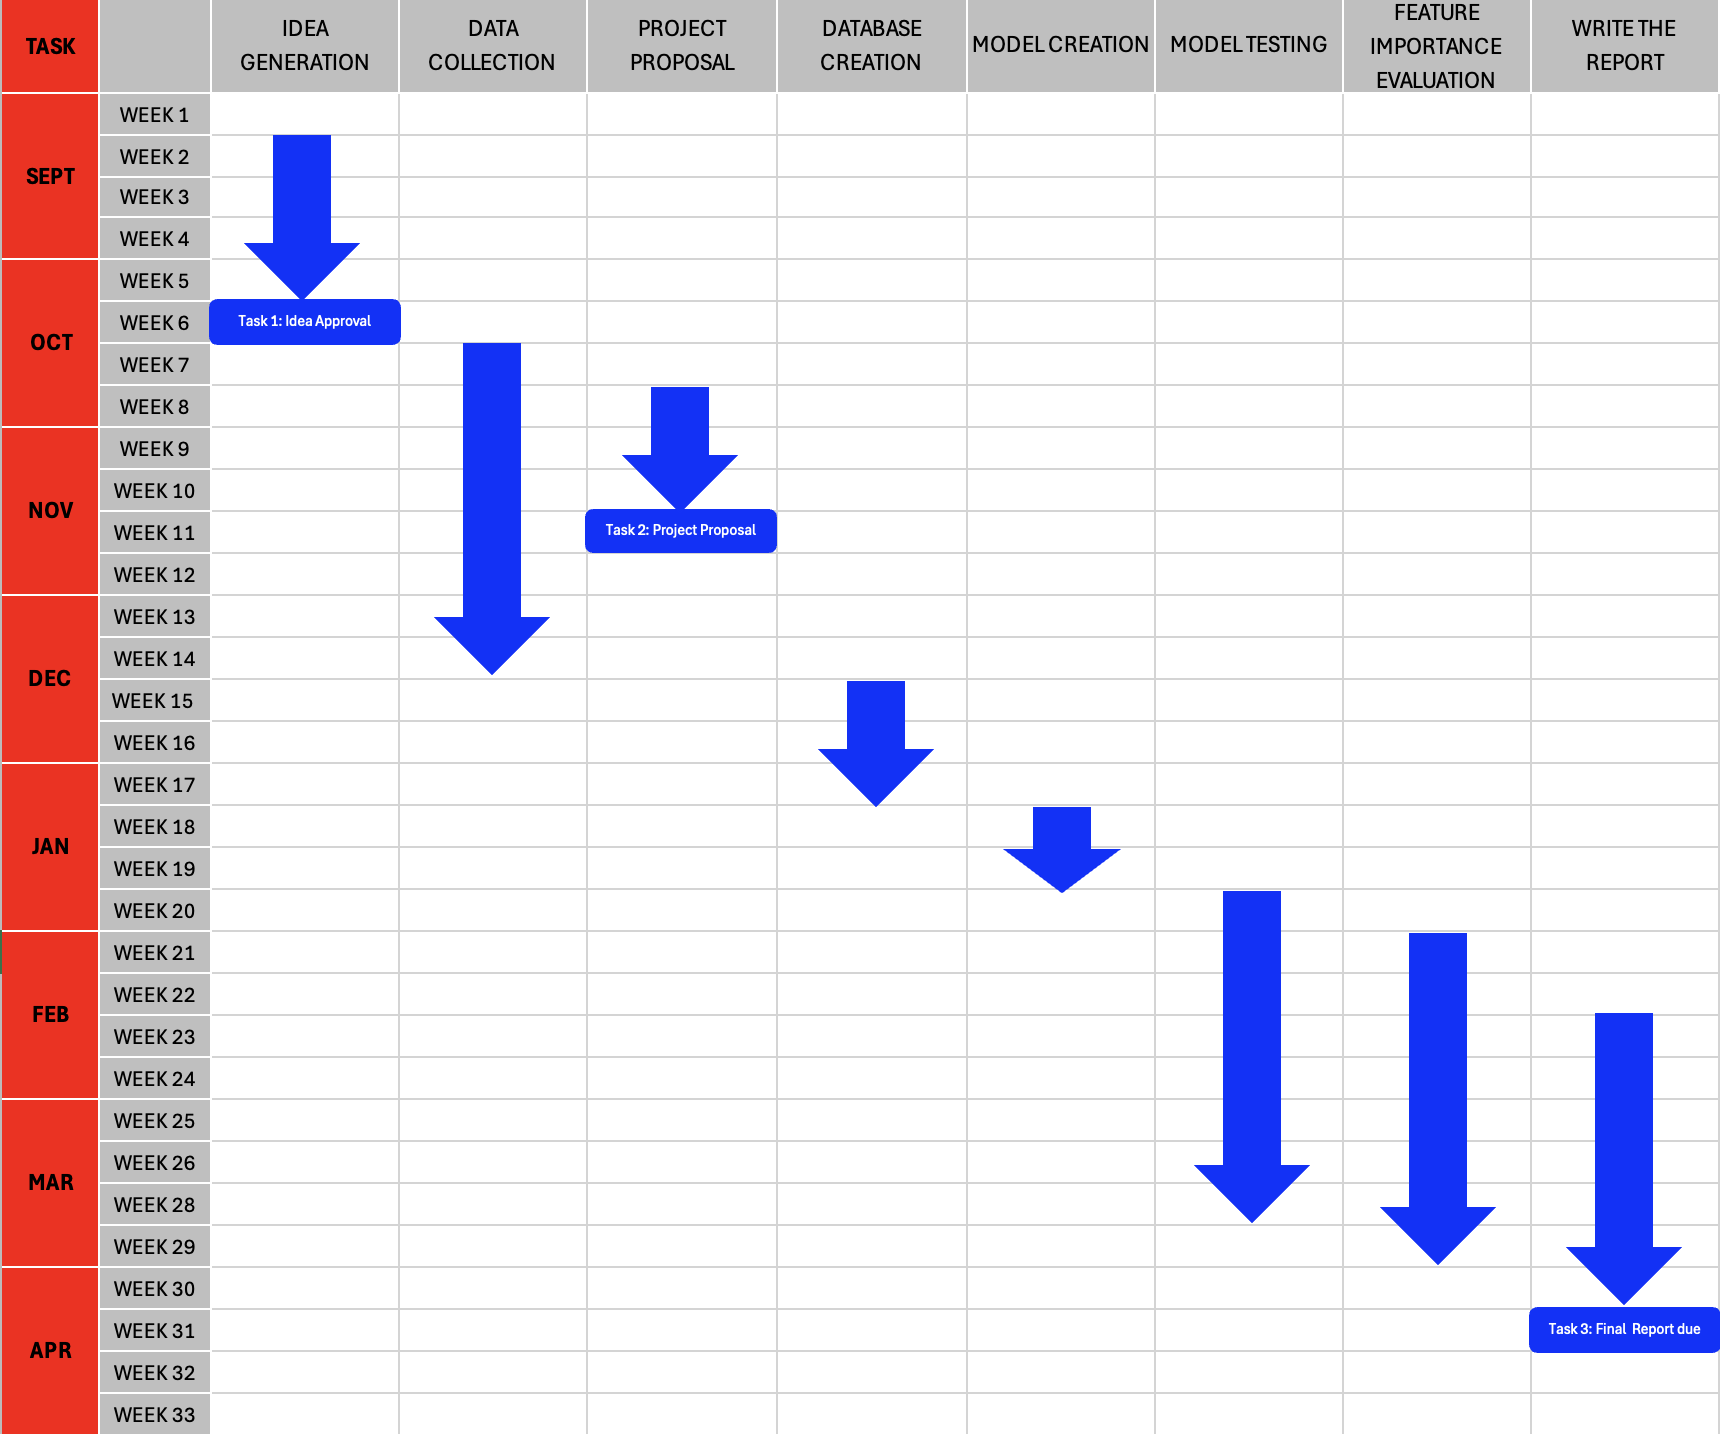 TASK
IDEA
GENERATION
DATA
COLLECTION
PROJECT
PROPOSAL
DATABASE
CREATION
MODEL CREATION
MODEL TESTING
FEATURE
IMPORTANCE
EVALUATION
WRITE THE
REPORT
SEPT
WEEK 1
WEEK 2
WEEK 3
WEEK 4
OCT
WEEK 5
WEEK 6
Task 1: Idea Approval
WEEK 7
WEEK 8
NOV
WEEK 9
WEEK 10
WEEK 11
Task 2: Project Proposal
WEEK 12
DEC
WEEK 13
WEEK 14
WEEK 15
WEEK 16
JAN
WEEK 17
WEEK 18
WEEK 19
WEEK 20
FEB
WEEK 21
WEEK 22
WEEK 23
WEEK 24
MAR
WEEK 25
WEEK 26
WEEK 28
WEEK 29
APR
WEEK 30
WEEK 31
Task 3: Final Report due
WEEK 32
WEEK 33